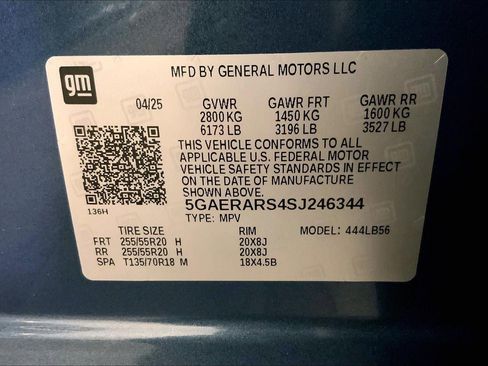 gm
MFD BY GENERAL MOTORS LLC
04/25 GVWR GAWR FRT GAWR RR
2800 KG 1450 KG 1600 KG
6173 LB 3196 LB 3527 LB
THIS VEHICLE CONFORMS TO ALL
APPLICABLE U.S. FEDERAL MOTOR
VEHICLE SAFETY STANDARDS IN EFFECT
ON THE DATE OF MANUFACTURE
SHOWN ABOVE.
5GAERARS4SJ246344
136H TYPE: MPV
TIRE SIZE RIM MODEL: 444LB56
FRT 255/55R20 H 20X8J
RR 255/55R20 H 20X8J
SPA T135/70R18 M 18X4.5B